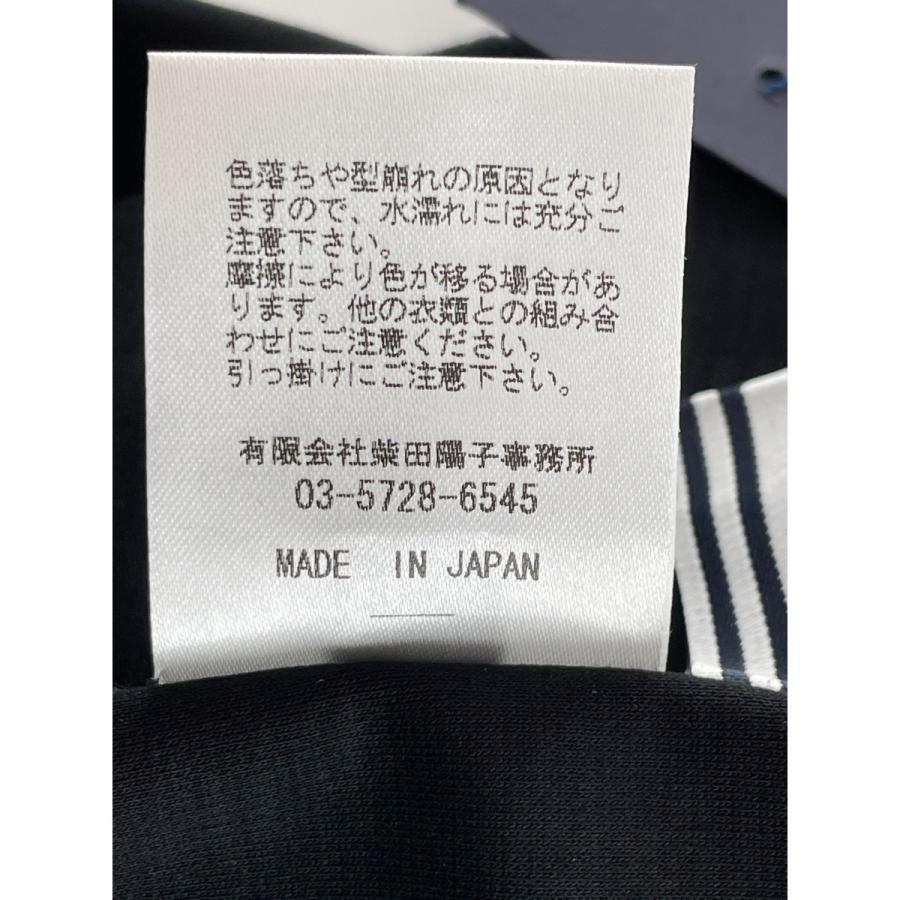 色落ちや型崩れの原因となり
ますので、水濡れには充分ご
注意下さい。
摩擦により色が移る場合があ
ります。他の衣類との組み合
わせにご注意ください。
引っ掛けにご注意下さい。
有限会社柴田陽子事務所
03-5728-6545
MADE IN JAPAN